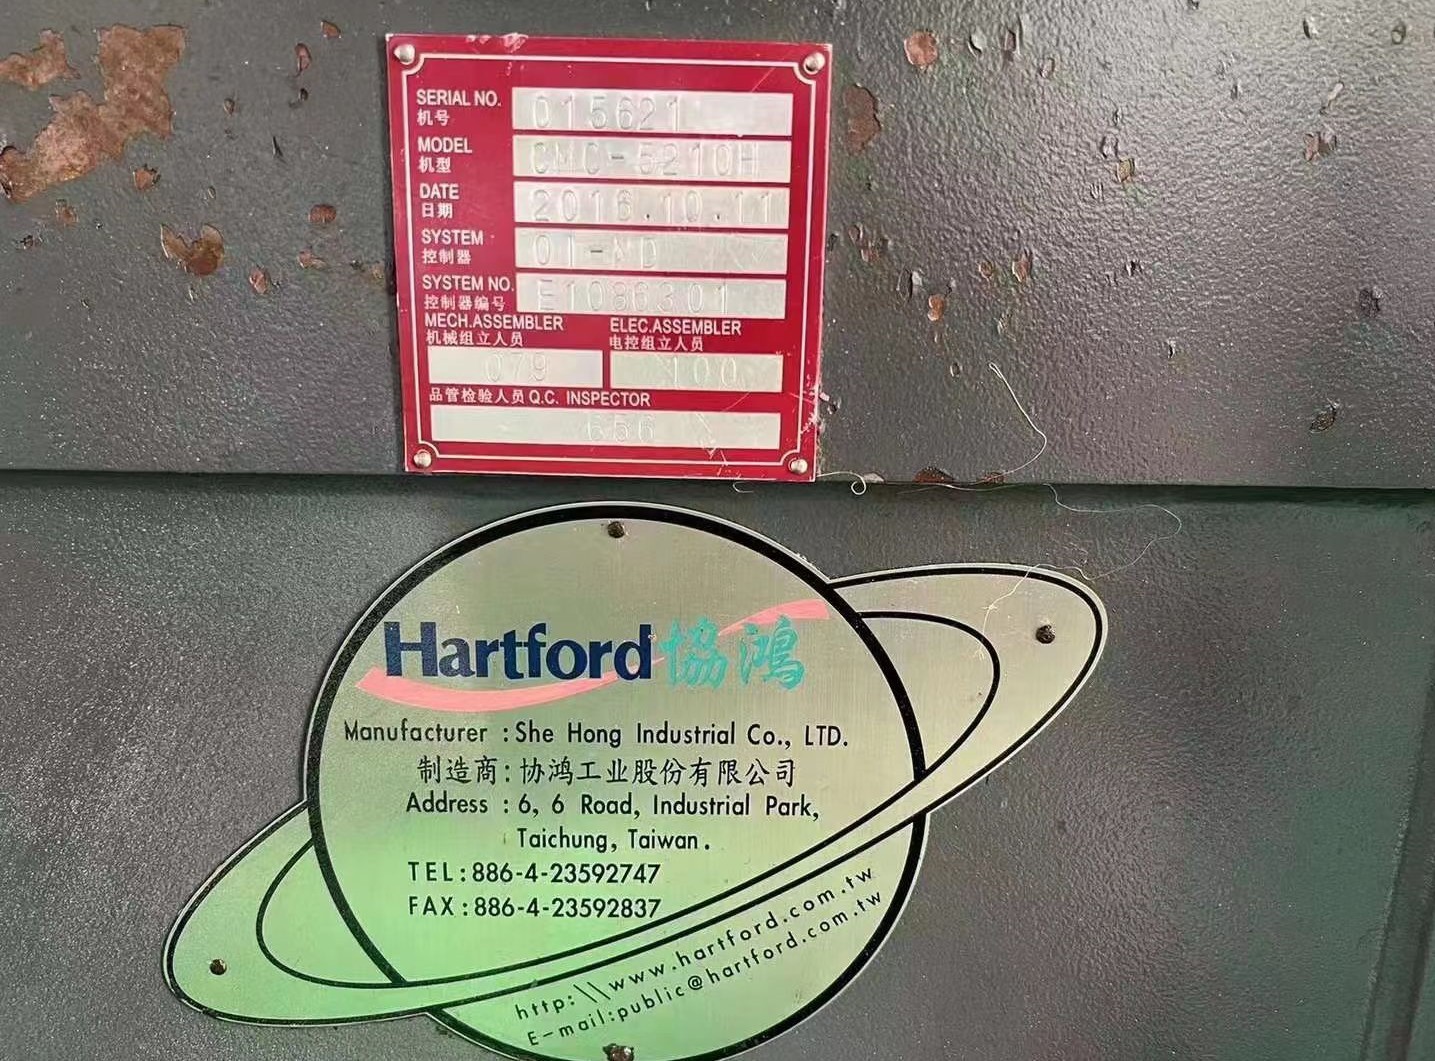 SERIAL NO. 015621
机号
MODEL CMC-5210H
机型
DATE 2016.10.11
日期
SYSTEM 0I-MD
控制器
SYSTEM NO. E1086301
控制器编号
MECH.ASSEMBLER ELEC.ASSEMBLER
机械组立人员 电控组立人员
079 100
品管检验人员 Q.C. INSPECTOR
656
Hartford 協鴻
Manufacturer :She Hong Industrial Co., LTD.
制造商:协鸿工业股份有限公司
Address : 6, 6 Road, Industrial Park,
Taichung, Taiwan .
TEL:886-4-23592747
FAX:886-4-23592837
http:\\www.hartford.com.tw
E-mail:public@hartford.com.tw